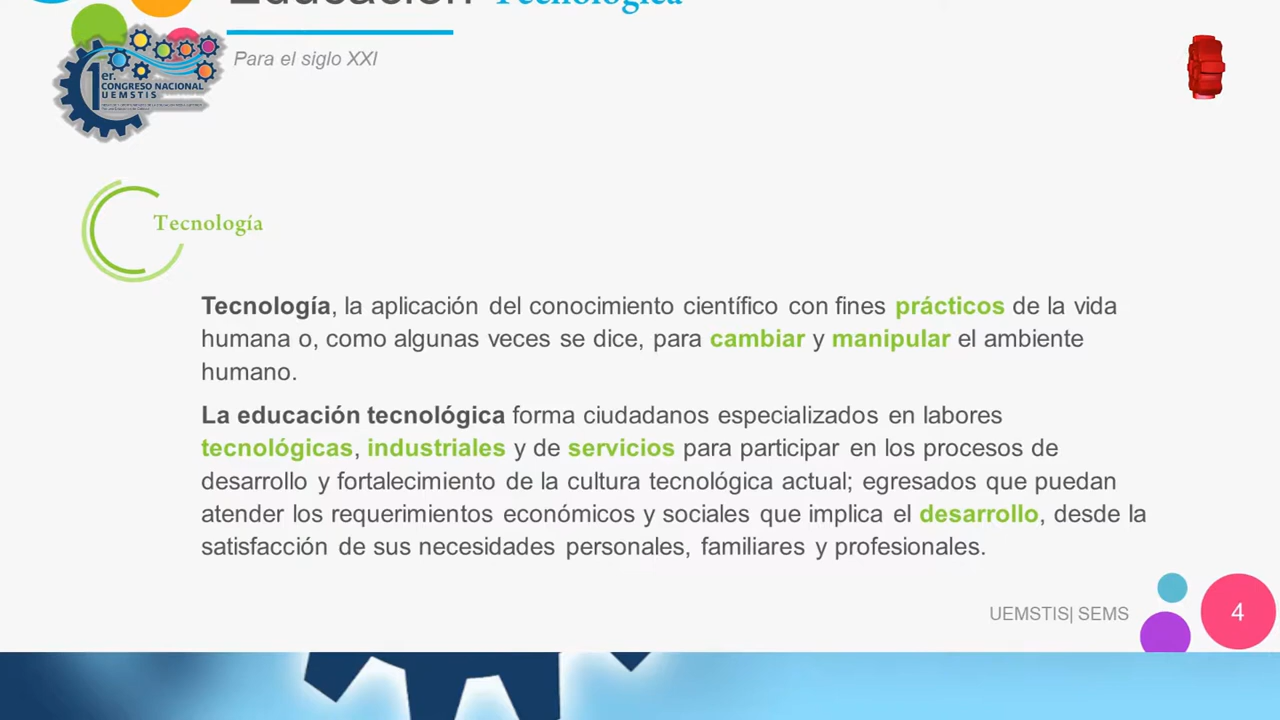 Educación Tecnológica
Para el siglo XXI
1er.
CONGRESO NACIONAL
UEMSTIS
Tecnología
Tecnología, la aplicación del conocimiento científico con fines prácticos de la vida
humana o, como algunas veces se dice, para cambiar y manipular el ambiente
humano.
La educación tecnológica forma ciudadanos especializados en labores
tecnológicas, industriales y de servicios para participar en los procesos de
desarrollo y fortalecimiento de la cultura tecnológica actual; egresados que puedan
atender los requerimientos económicos y sociales que implica el desarrollo, desde la
satisfacción de sus necesidades personales, familiares y profesionales.
UEMSTIS| SEMS
4